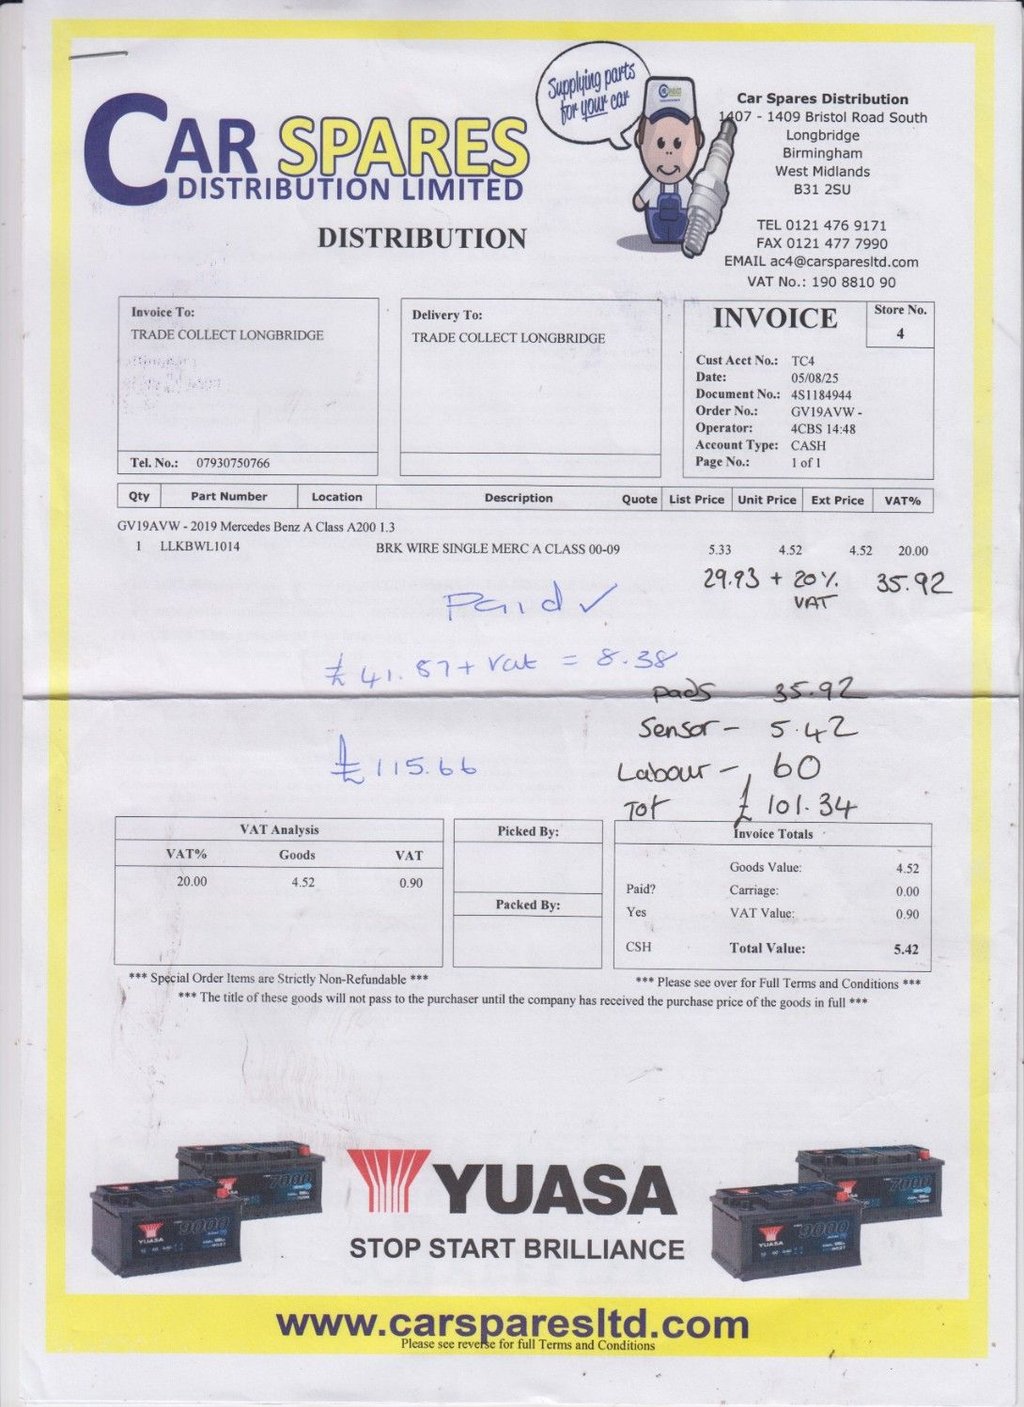 Supplying parts
for your car
CAR SPARES
DISTRIBUTION LIMITED
DISTRIBUTION
Car Spares Distribution
1407 - 1409 Bristol Road South
Longbridge
Birmingham
West Midlands
B31 2SU
TEL 0121 476 9171
FAX 0121 477 7990
EMAIL ac4@carsparesltd.com
VAT No.: 190 8810 90
Invoice To:
TRADE COLLECT LONGBRIDGE
Tel. No.: 07930750766
Delivery To:
TRADE COLLECT LONGBRIDGE
INVOICE
Store No.
4
Cust Acct No.: TC4
Date: 05/08/25
Document No.: 4S1184944
Order No.: GV19AVW -
Operator: 4CBS 14:48
Account Type: CASH
Page No.: 1 of 1
Qty Part Number Location Description Quote List Price Unit Price Ext Price VAT%
GV19AVW - 2019 Mercedes Benz A Class A200 1.3
1 LLKBWL1014 BRK WIRE SINGLE MERC A CLASS 00-09 5.33 4.52 4.52 20.00
29.93 + 20% 35.92
VAT
Paid ✓
£41.87 + vat = 8.38
pads 35.92
Sensor - 5.42
£115.66
Labour - 60
Tot £101.34
VAT Analysis
VAT% Goods VAT
20.00 4.52 0.90
Picked By:
Packed By:
Invoice Totals
Goods Value: 4.52
Paid? Carriage: 0.00
Yes VAT Value: 0.90
CSH Total Value: 5.42
*** Special Order Items are Strictly Non-Refundable *** *** Please see over for Full Terms and Conditions ***
*** The title of these goods will not pass to the purchaser until the company has received the purchase price of the goods in full ***
YUASA
STOP START BRILLIANCE
YUASA
9000
7000
YUASA
9000
7000
www.carsparesltd.com
Please see reverse for full Terms and Conditions